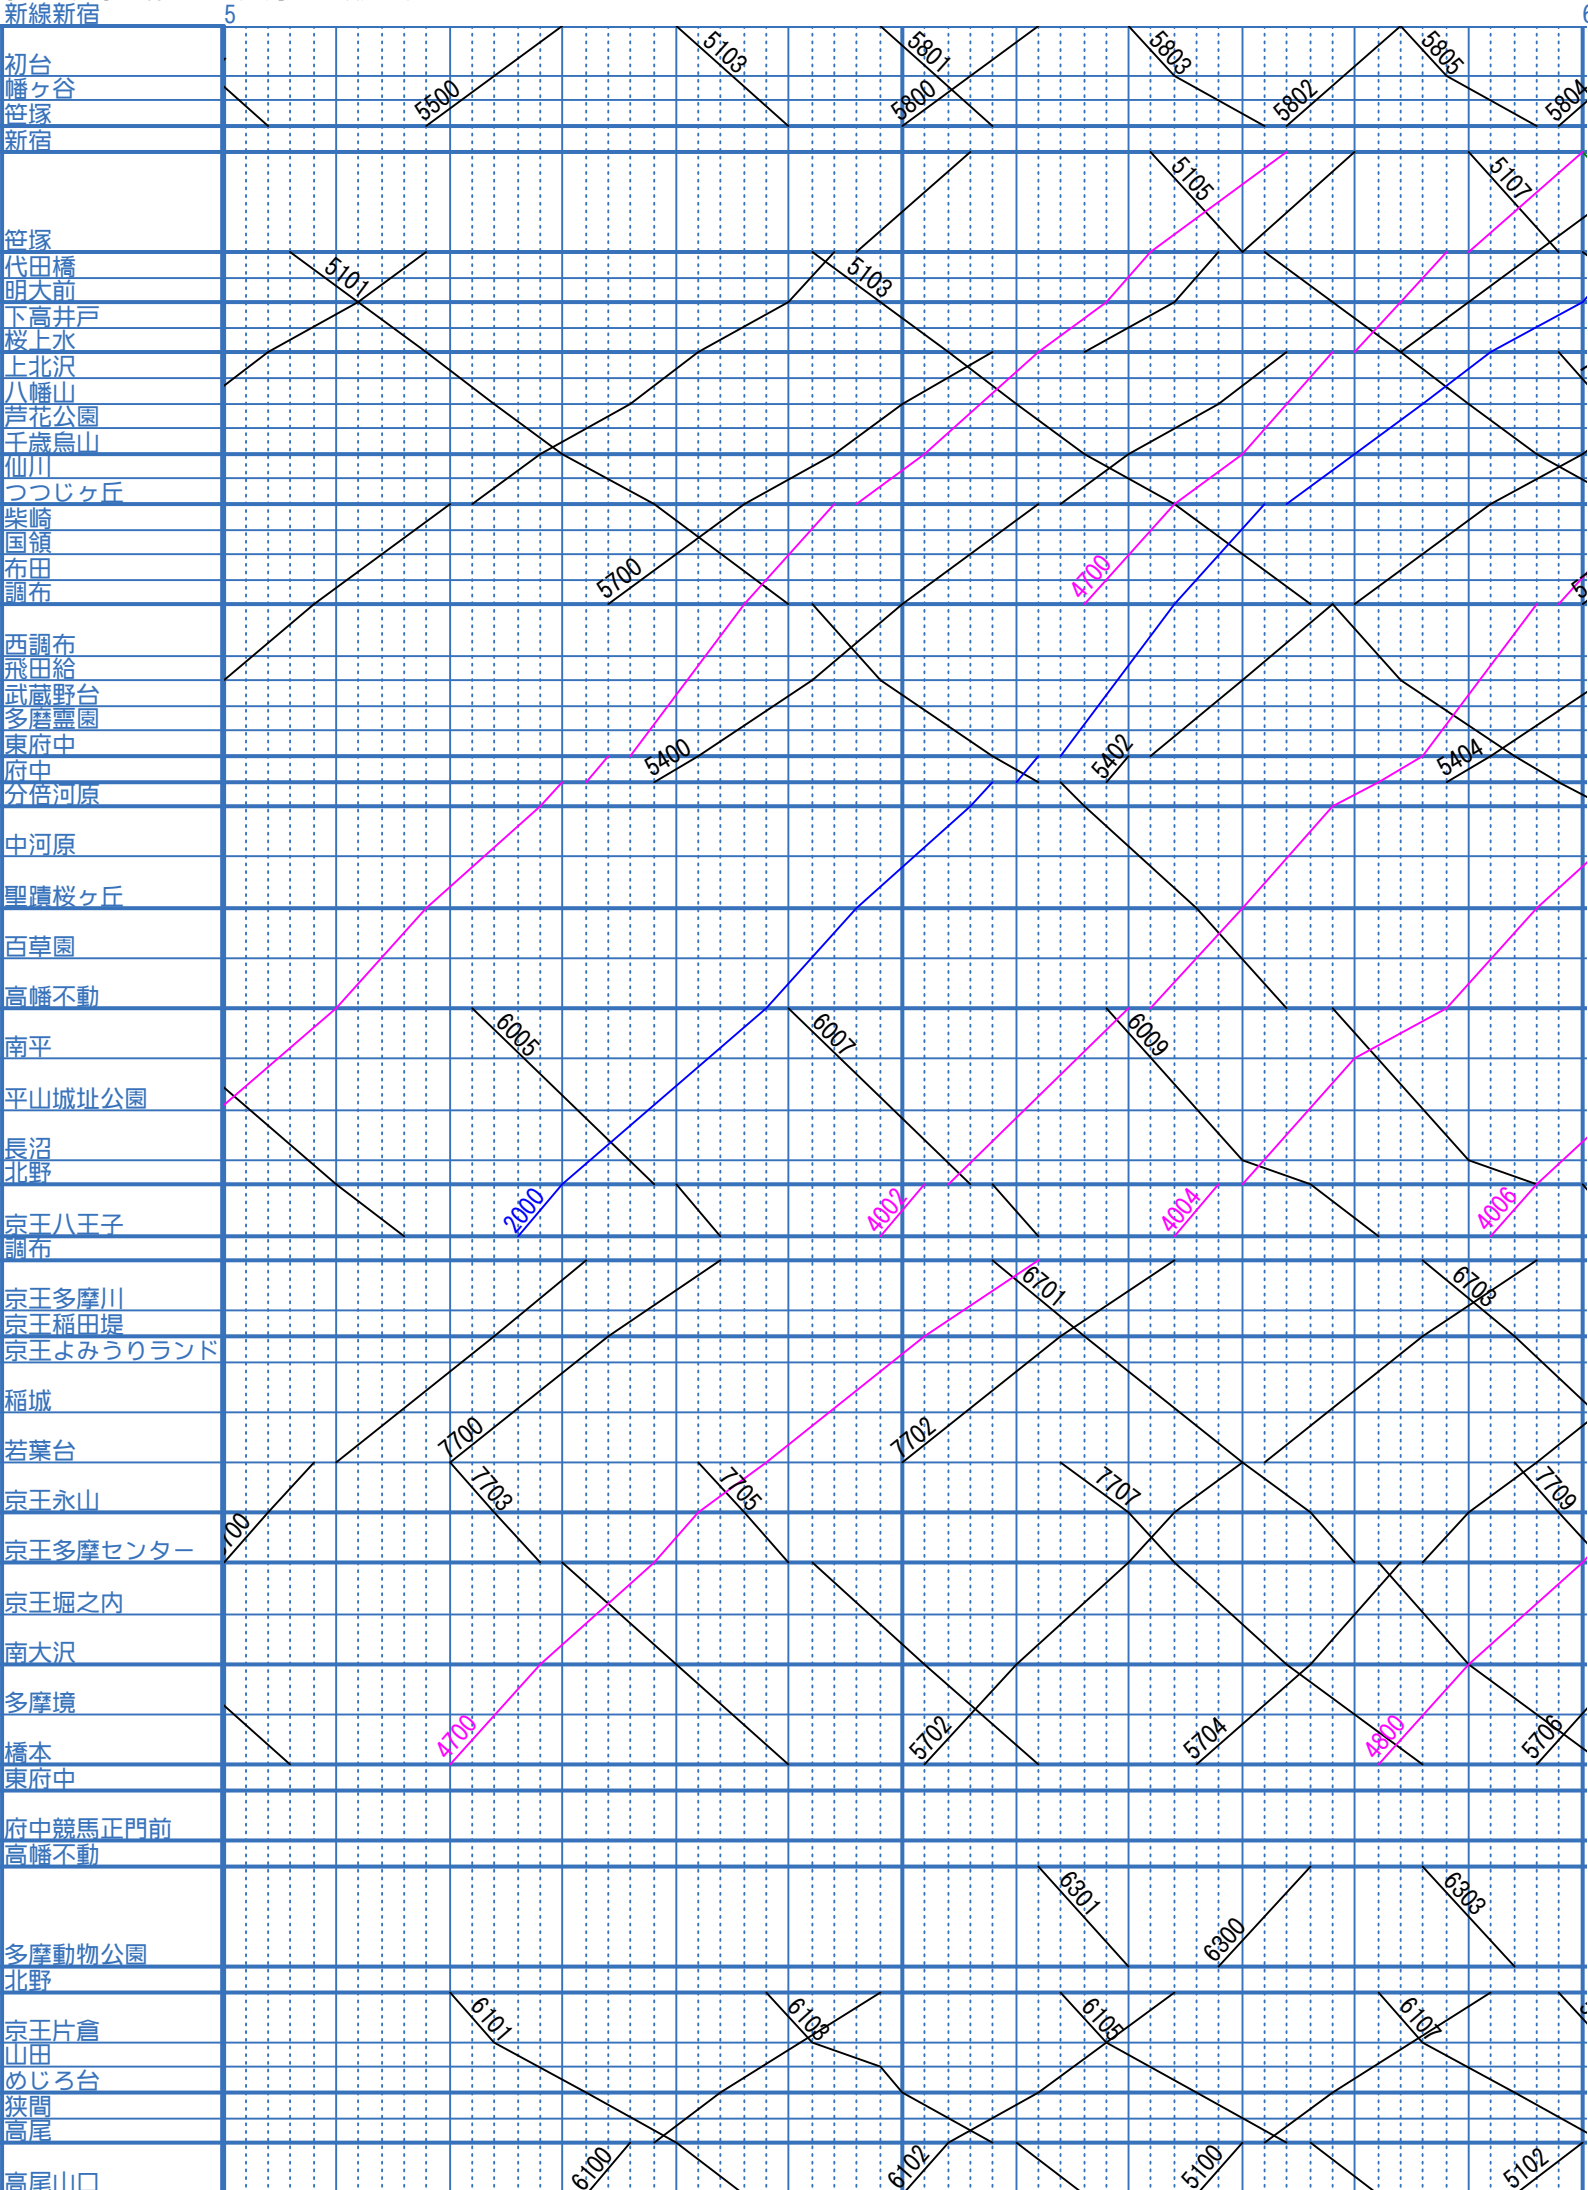 新線新宿 5 6
初台 5103 5801 5803 5805
幡ヶ谷 5500 5800 5802 5804
笹塚
新宿
5105 5107
笹塚
代田橋 5101 5103
明大前
下高井戸
桜上水
上北沢
八幡山
芦花公園
千歳烏山
仙川
つつじヶ丘
柴崎
国領
布田 5700 4700
調布
西調布
飛田給
武蔵野台
多磨霊園
東府中 5400 5402 5404
府中
分倍河原
中河原
聖蹟桜ヶ丘
百草園
高幡不動
南平 6005 6007 6009
平山城址公園
長沼
北野
京王八王子 2000 4002 4004 4006
調布
京王多摩川 6701 6703
京王稲田堤
京王よみうりランド
稲城
若葉台 7700 7702
京王永山 7703 7705 7707 7709
京王多摩センター 700
京王堀之内
南大沢
多摩境
橋本 4700 5702 5704 4800 5706
東府中
府中競馬正門前
高幡不動
6301 6300 6303
多摩動物公園
北野
京王片倉 6101 6103 6105 6107
山田
めじろ台
狭間
高尾
高尾山口 6100 6102 5100 5102